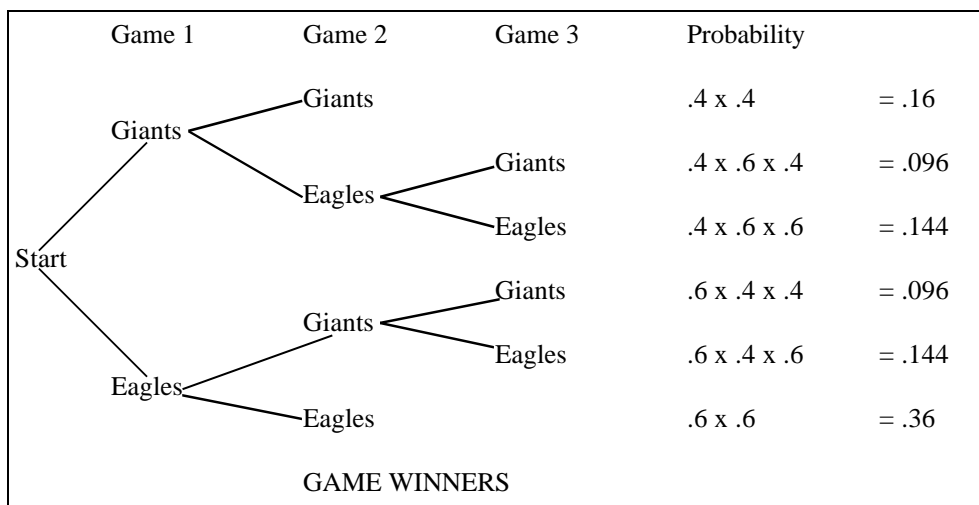 Game 1 Game 2 Game 3 Probability
Giants .4 x .4 = .16
Giants
Giants .4 x .6 x .4 = .096
Eagles
Eagles .4 x .6 x .6 = .144
Start
Giants .6 x .4 x .4 = .096
Giants
Eagles .6 x .4 x .6 = .144
Eagles
Eagles .6 x .6 = .36
GAME WINNERS